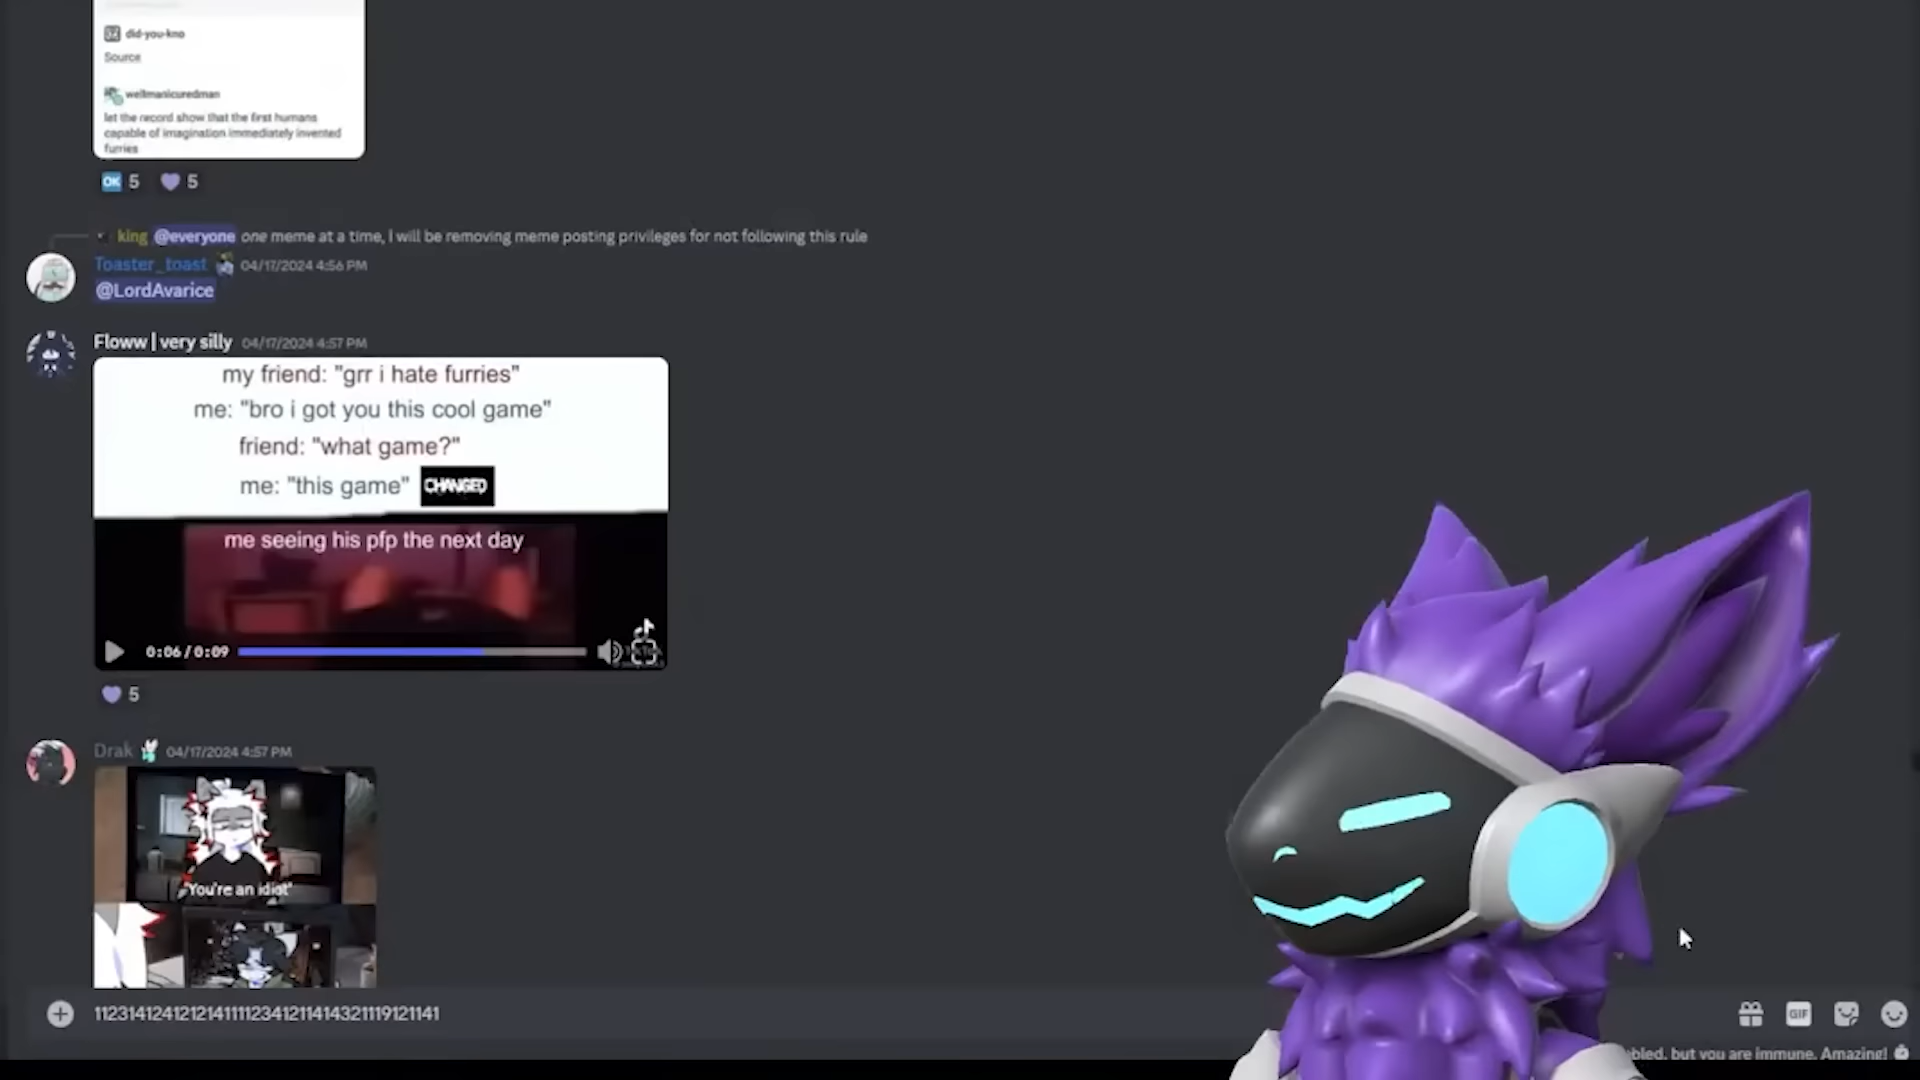 did-you-kno
Source
wellmanicuredman
let the record show that the first humans
capable of imagination immediately invented
furries
OK 5 5
king @everyone one meme at a time, I will be removing meme posting privileges for not following this rule
Toaster_toast 04/17/2024 4:56 PM
@LordAvarice
Floww | very silly 04/17/2024 4:57 PM
my friend: "grr i hate furries"
me: "bro i got you this cool game"
friend: "what game?"
me: "this game" CHANGED
me seeing his pfp the next day
0:06 / 0:09
5
Drak 04/17/2024 4:57 PM
"You're an idiot"
11231412412121411112341211414321119121141
GIF
bled, but you are immune. Amazing!